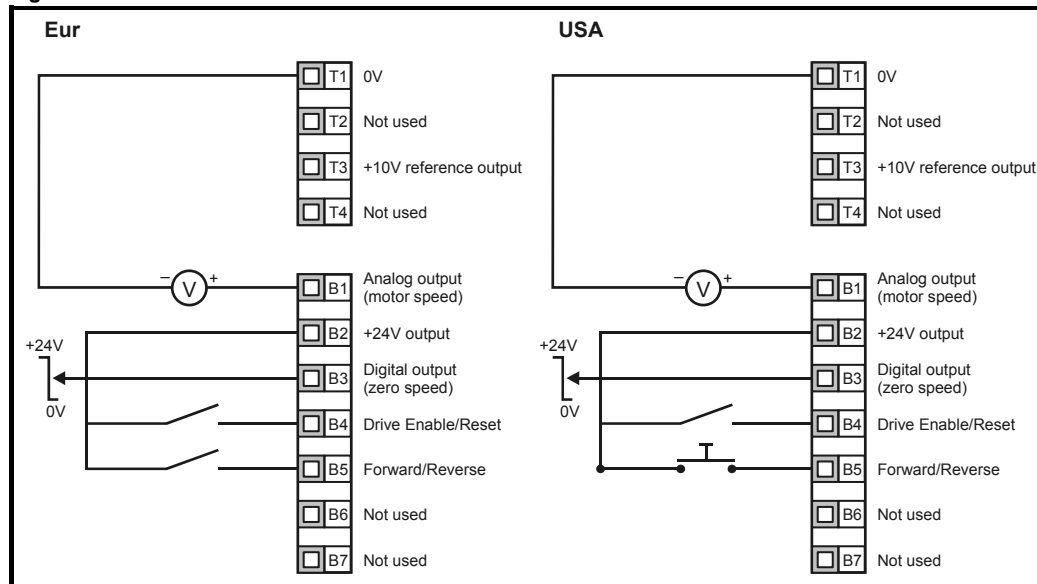 Eur
T1 0V
T2 Not used
T3 +10V reference output
T4 Not used
– V +
B1 Analog output
(motor speed)
B2 +24V output
+24V
0V
B3 Digital output
(zero speed)
B4 Drive Enable/Reset
B5 Forward/Reverse
B6 Not used
B7 Not used
USA
T1 0V
T2 Not used
T3 +10V reference output
T4 Not used
– V +
B1 Analog output
(motor speed)
B2 +24V output
+24V
0V
B3 Digital output
(zero speed)
B4 Drive Enable/Reset
B5 Forward/Reverse
B6 Not used
B7 Not used